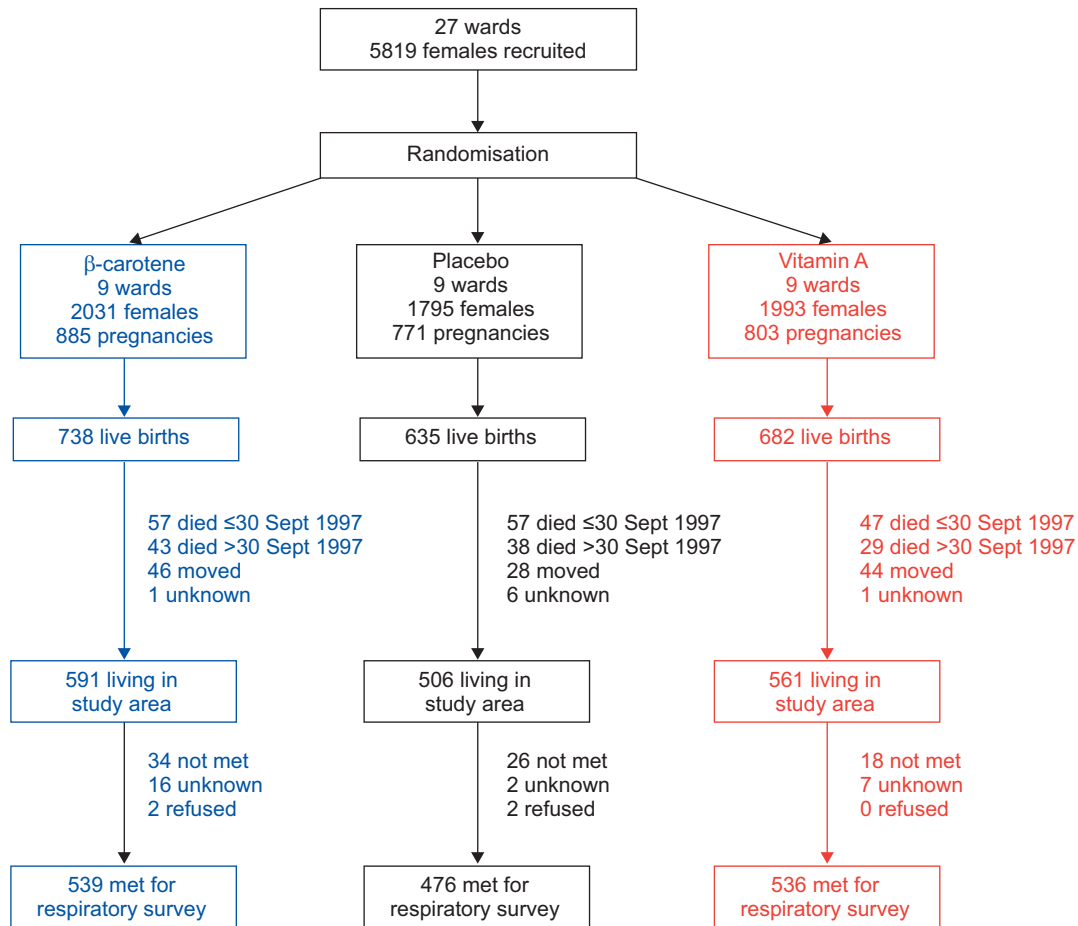 27 wards
5819 females recruited
Randomisation
β-carotene
9 wards
2031 females
885 pregnancies
Placebo
9 wards
1795 females
771 pregnancies
Vitamin A
9 wards
1993 females
803 pregnancies
738 live births
635 live births
682 live births
57 died ≤30 Sept 1997
43 died >30 Sept 1997
46 moved
1 unknown
57 died ≤30 Sept 1997
38 died >30 Sept 1997
28 moved
6 unknown
47 died ≤30 Sept 1997
29 died >30 Sept 1997
44 moved
1 unknown
591 living in
study area
506 living in
study area
561 living in
study area
34 not met
16 unknown
2 refused
26 not met
2 unknown
2 refused
18 not met
7 unknown
0 refused
539 met for
respiratory survey
476 met for
respiratory survey
536 met for
respiratory survey